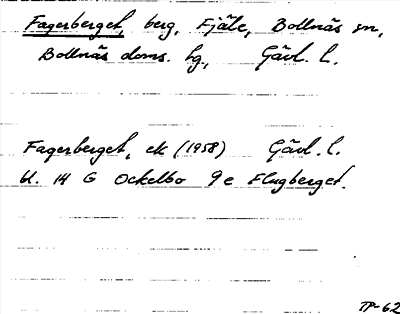 Fagerberget, berg, Fjäle, Bollnäs sn,
Bollnäs doms. hg., Gävl. l.
Fagerberget, ek (1958) Gävl. l.
bl. 14 G Ockelbo 9e Flugberget.
TP-62